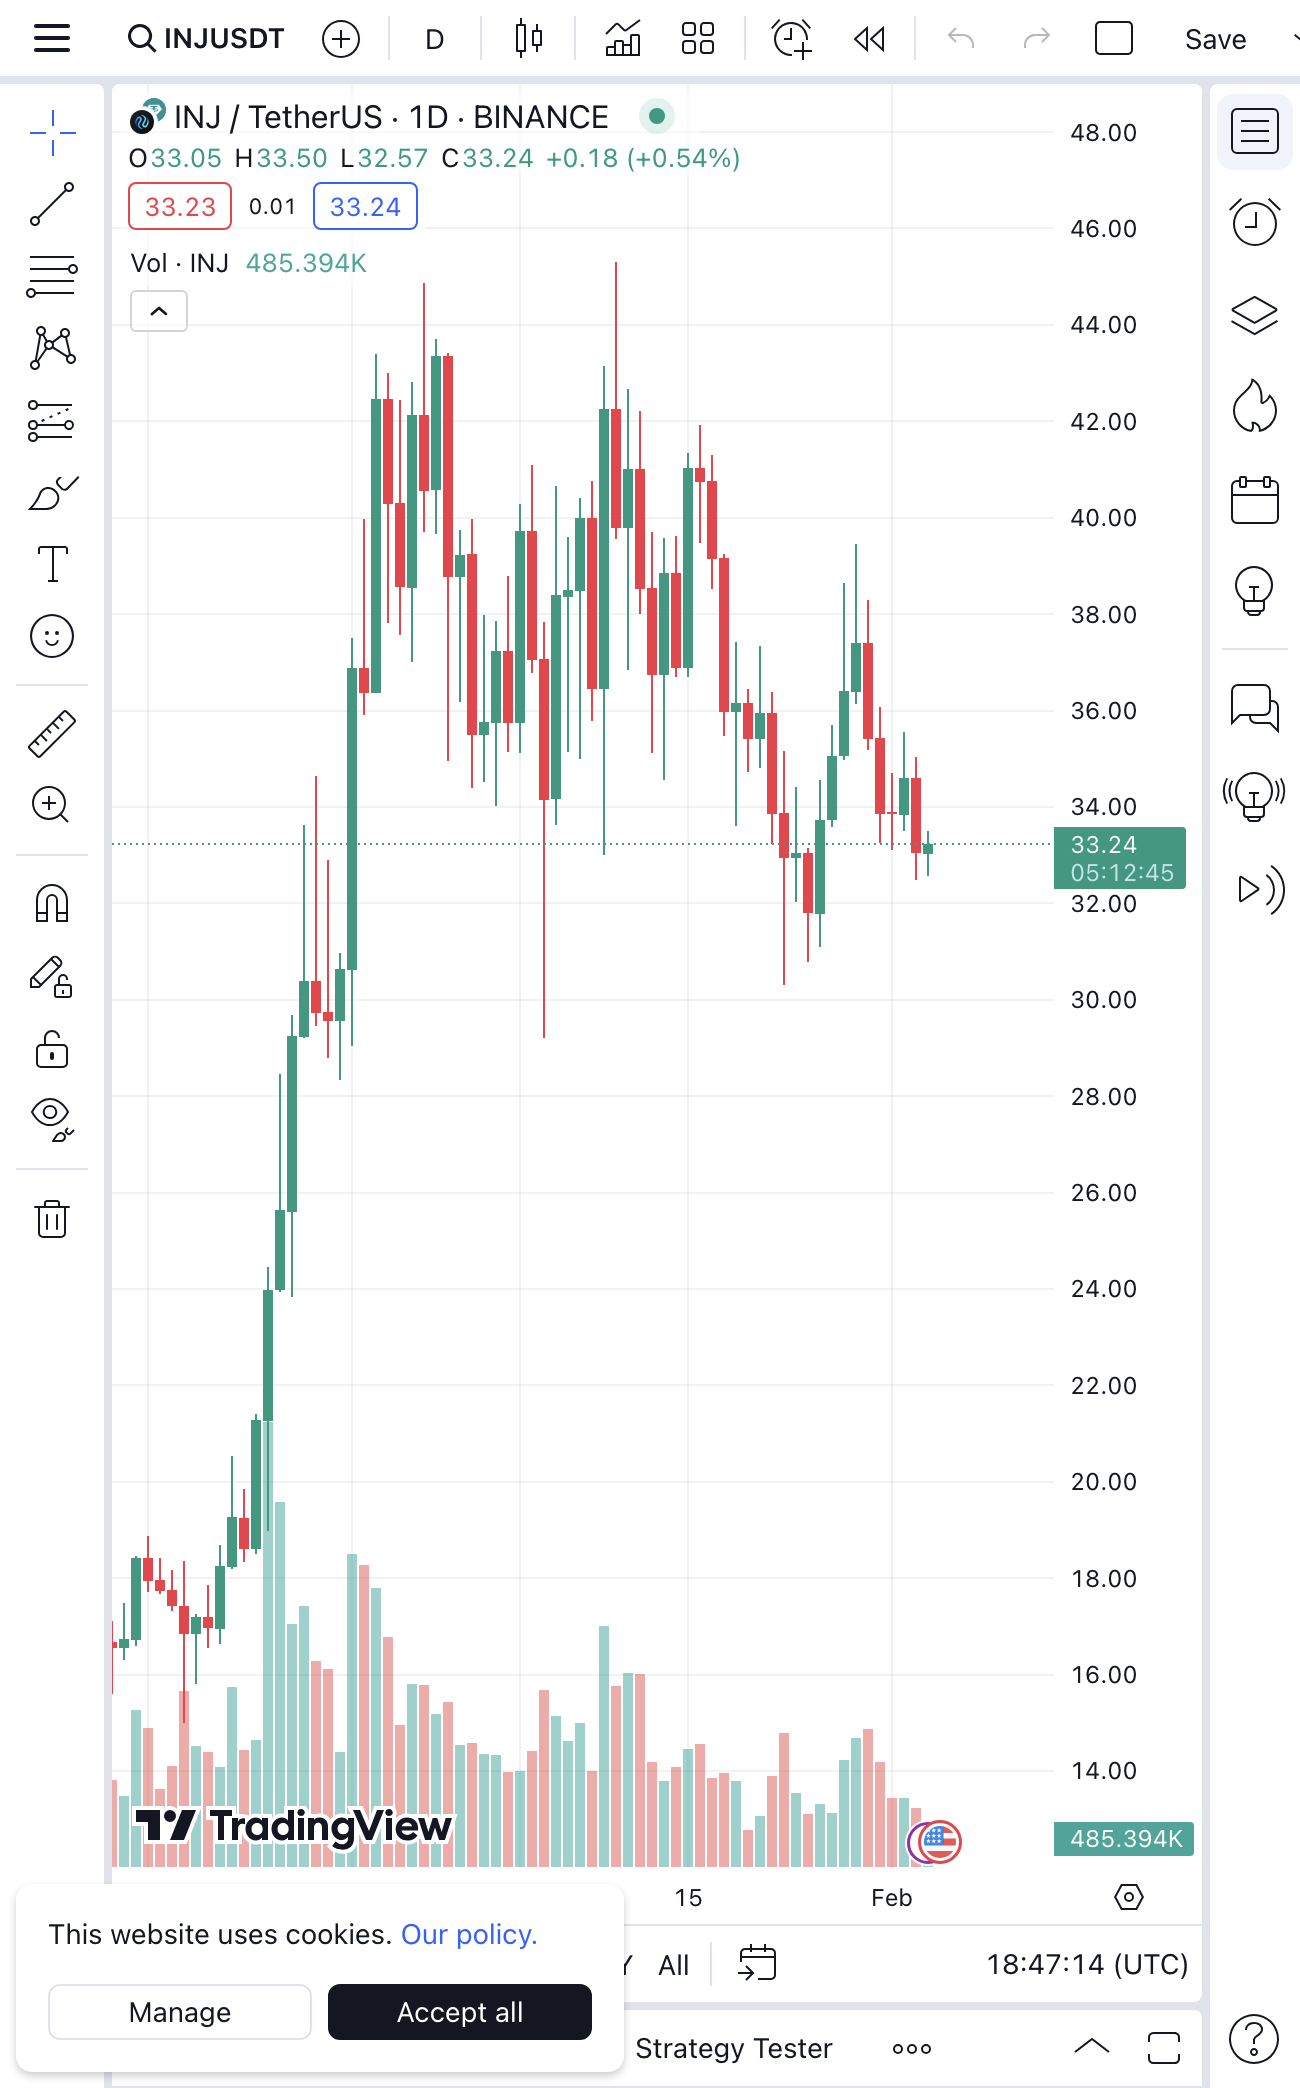 INJUSDT D Save
INJ / TetherUS · 1D · BINANCE
O33.05 H33.50 L32.57 C33.24 +0.18 (+0.54%)
33.23 0.01 33.24
Vol · INJ 485.394K
48.00
46.00
44.00
42.00
40.00
38.00
36.00
34.00
33.24
05:12:45
32.00
30.00
28.00
26.00
24.00
22.00
20.00
18.00
16.00
14.00
TradingView
485.394K
15 Feb
This website uses cookies. Our policy.
Manage Accept all
Y All 18:47:14 (UTC)
Strategy Tester